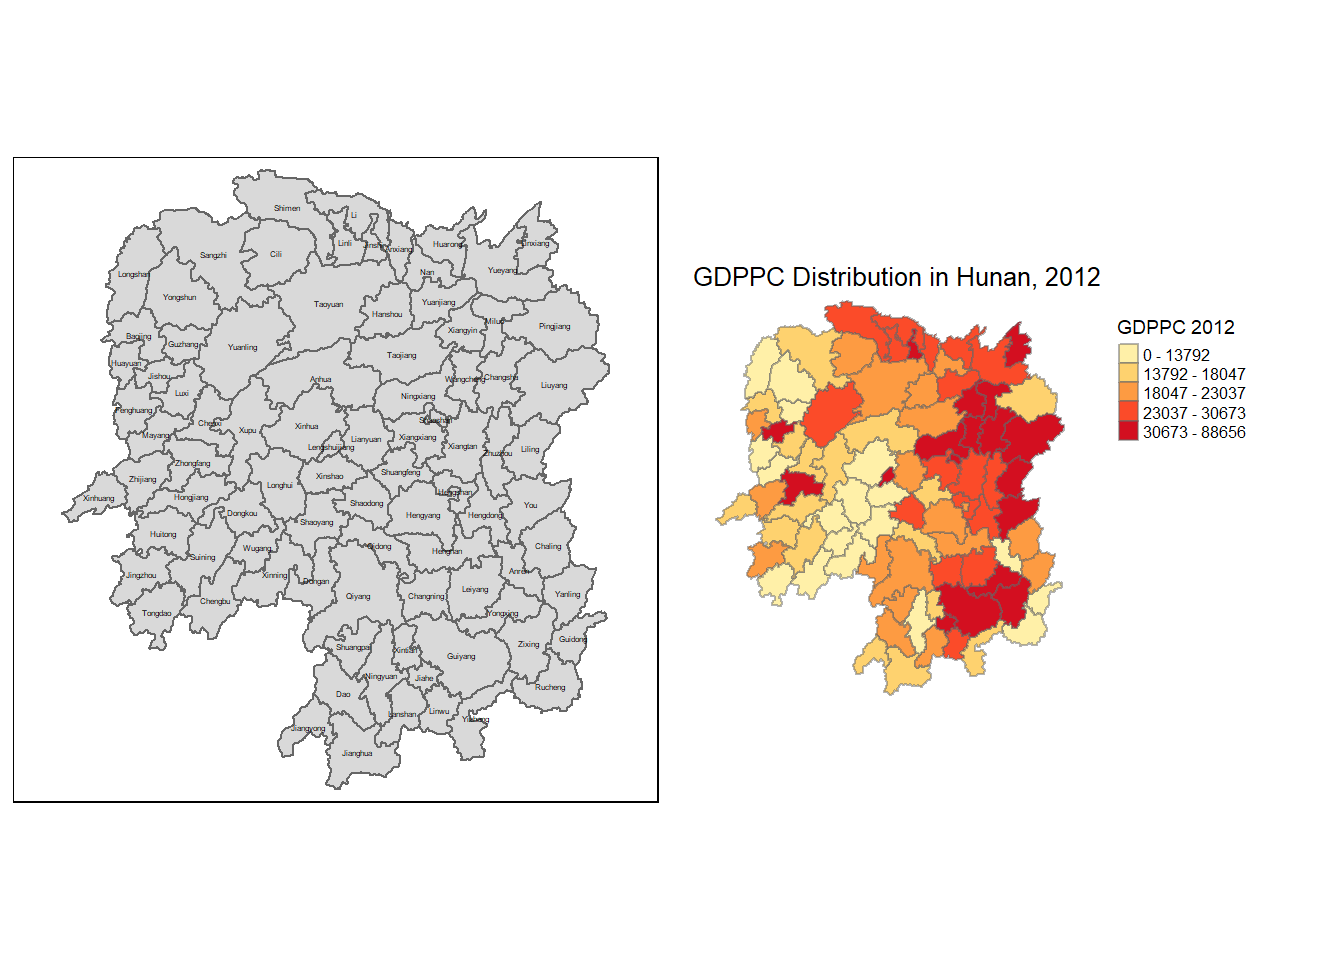 Shimen
Li
Linli
Anxiang
Huarong
Jinxiang
Sangzhi
Cili
Longshan
Nan
Yueyang
Yongshun
Taoyuan
Yuanjiang
Hanshou
Miluo
Pingjiang
Xiangyin
Baojing
Guzhang
Yuanling
Taojiang
Huayuan
Jishou
Anhua
Wangcheng
Changsha
Liuyang
Luxi
Ningxiang
Fenghuang
Chenxi
Xupu
Xinhua
Shaoshan
Mayang
Lengshuijiang
Lianyuan
Xiangxiang
Xiangtan
Liling
Zhuzhou
Zhongfang
Zhijiang
Xinshao
Shuangfeng
Longhui
Xinhuang
Hongjiang
Shaodong
Hengshan
You
Dongkou
Shaoyang
Hengyang
Hengdong
Huitong
Wugang
Qidong
Hengnan
Chaling
Suining
Jingzhou
Xinning
Dongan
Anren
Chengbu
Qiyang
Changning
Leiyang
Yanling
Tongdao
Yongxing
Shuangpai
Xintian
Guiyang
Zixing
Guidong
Ningyuan
Jiahe
Dao
Rucheng
Lanshan
Linwu
Yizhang
Jiangyong
Jianghua
GDPPC Distribution in Hunan, 2012
GDPPC 2012
0 - 13792
13792 - 18047
18047 - 23037
23037 - 30673
30673 - 88656